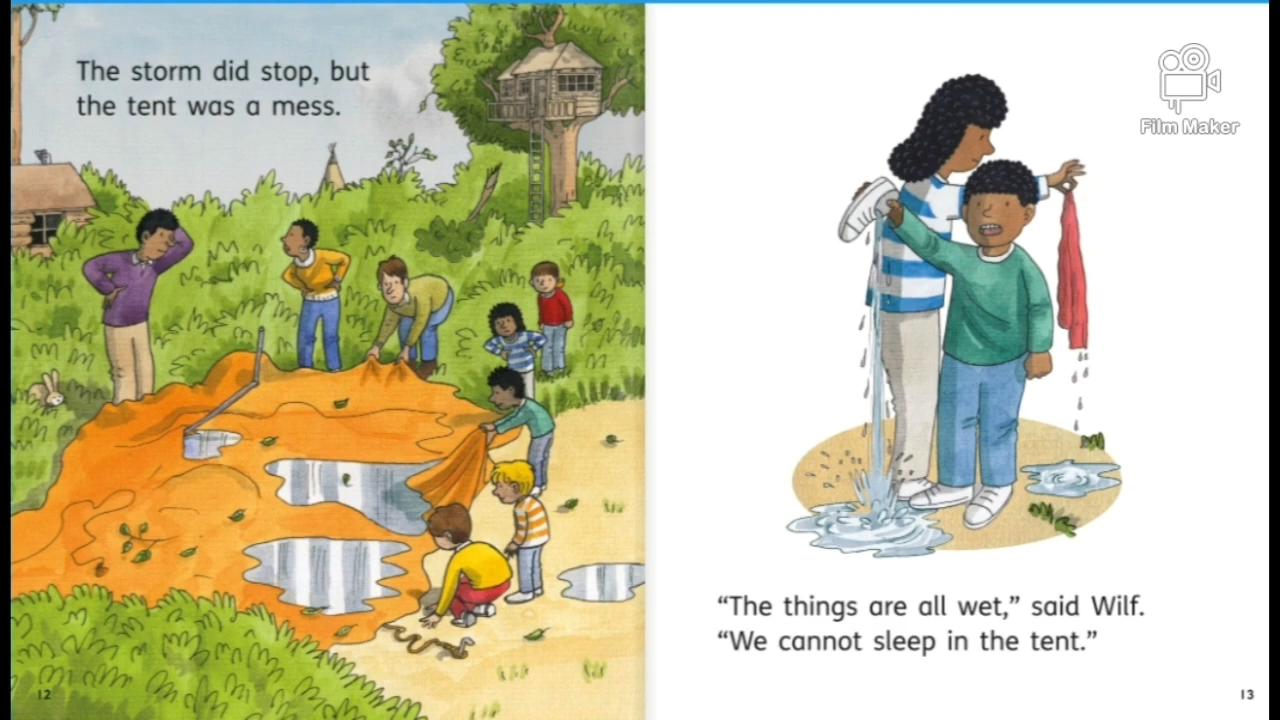 The storm did stop, but
the tent was a mess.
Film Maker
“The things are all wet,” said Wilf.
“We cannot sleep in the tent.”
12
13